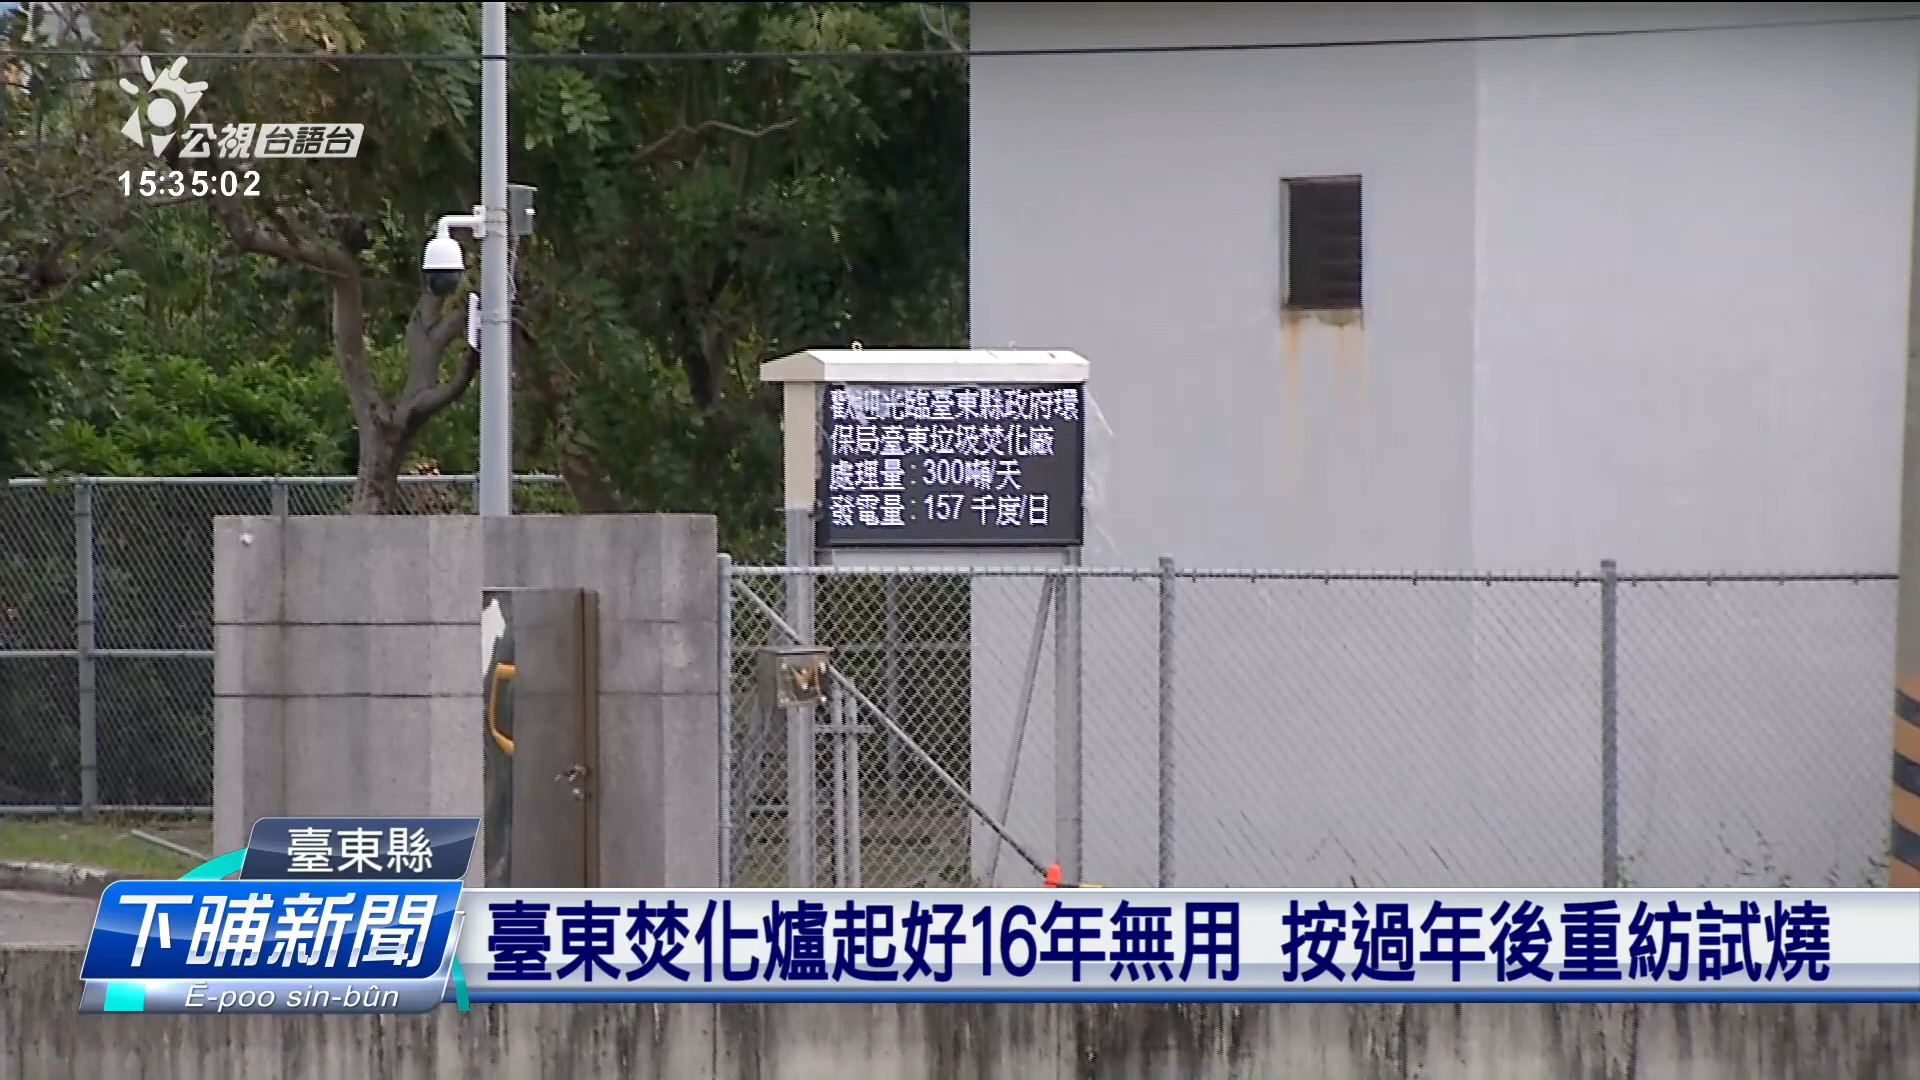 公視台語台
15:35:02
歡迎光臨臺東縣政府環
保局臺東垃圾焚化廠
處理量:300噸/天
發電量:157千度/日
臺東縣
下晡新聞
Ē-poo sin-bûn
臺東焚化爐起好16年無用 按過年後重紡試燒